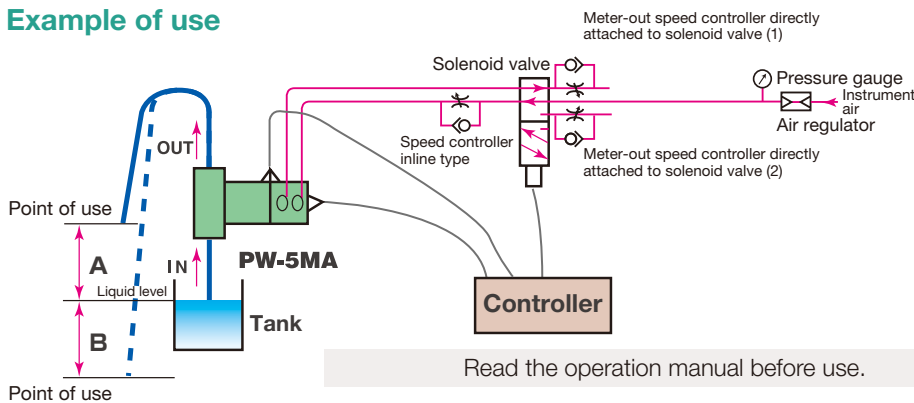 Example of use
Meter-out speed controller directly
attached to solenoid valve (1)
Solenoid valve
Pressure gauge
Instrument
air
Air regulator
OUT
Speed controller
inline type
Meter-out speed controller directly
attached to solenoid valve (2)
Point of use
A
IN
PW-5MA
Liquid level
Controller
Tank
B
Read the operation manual before use.
Point of use